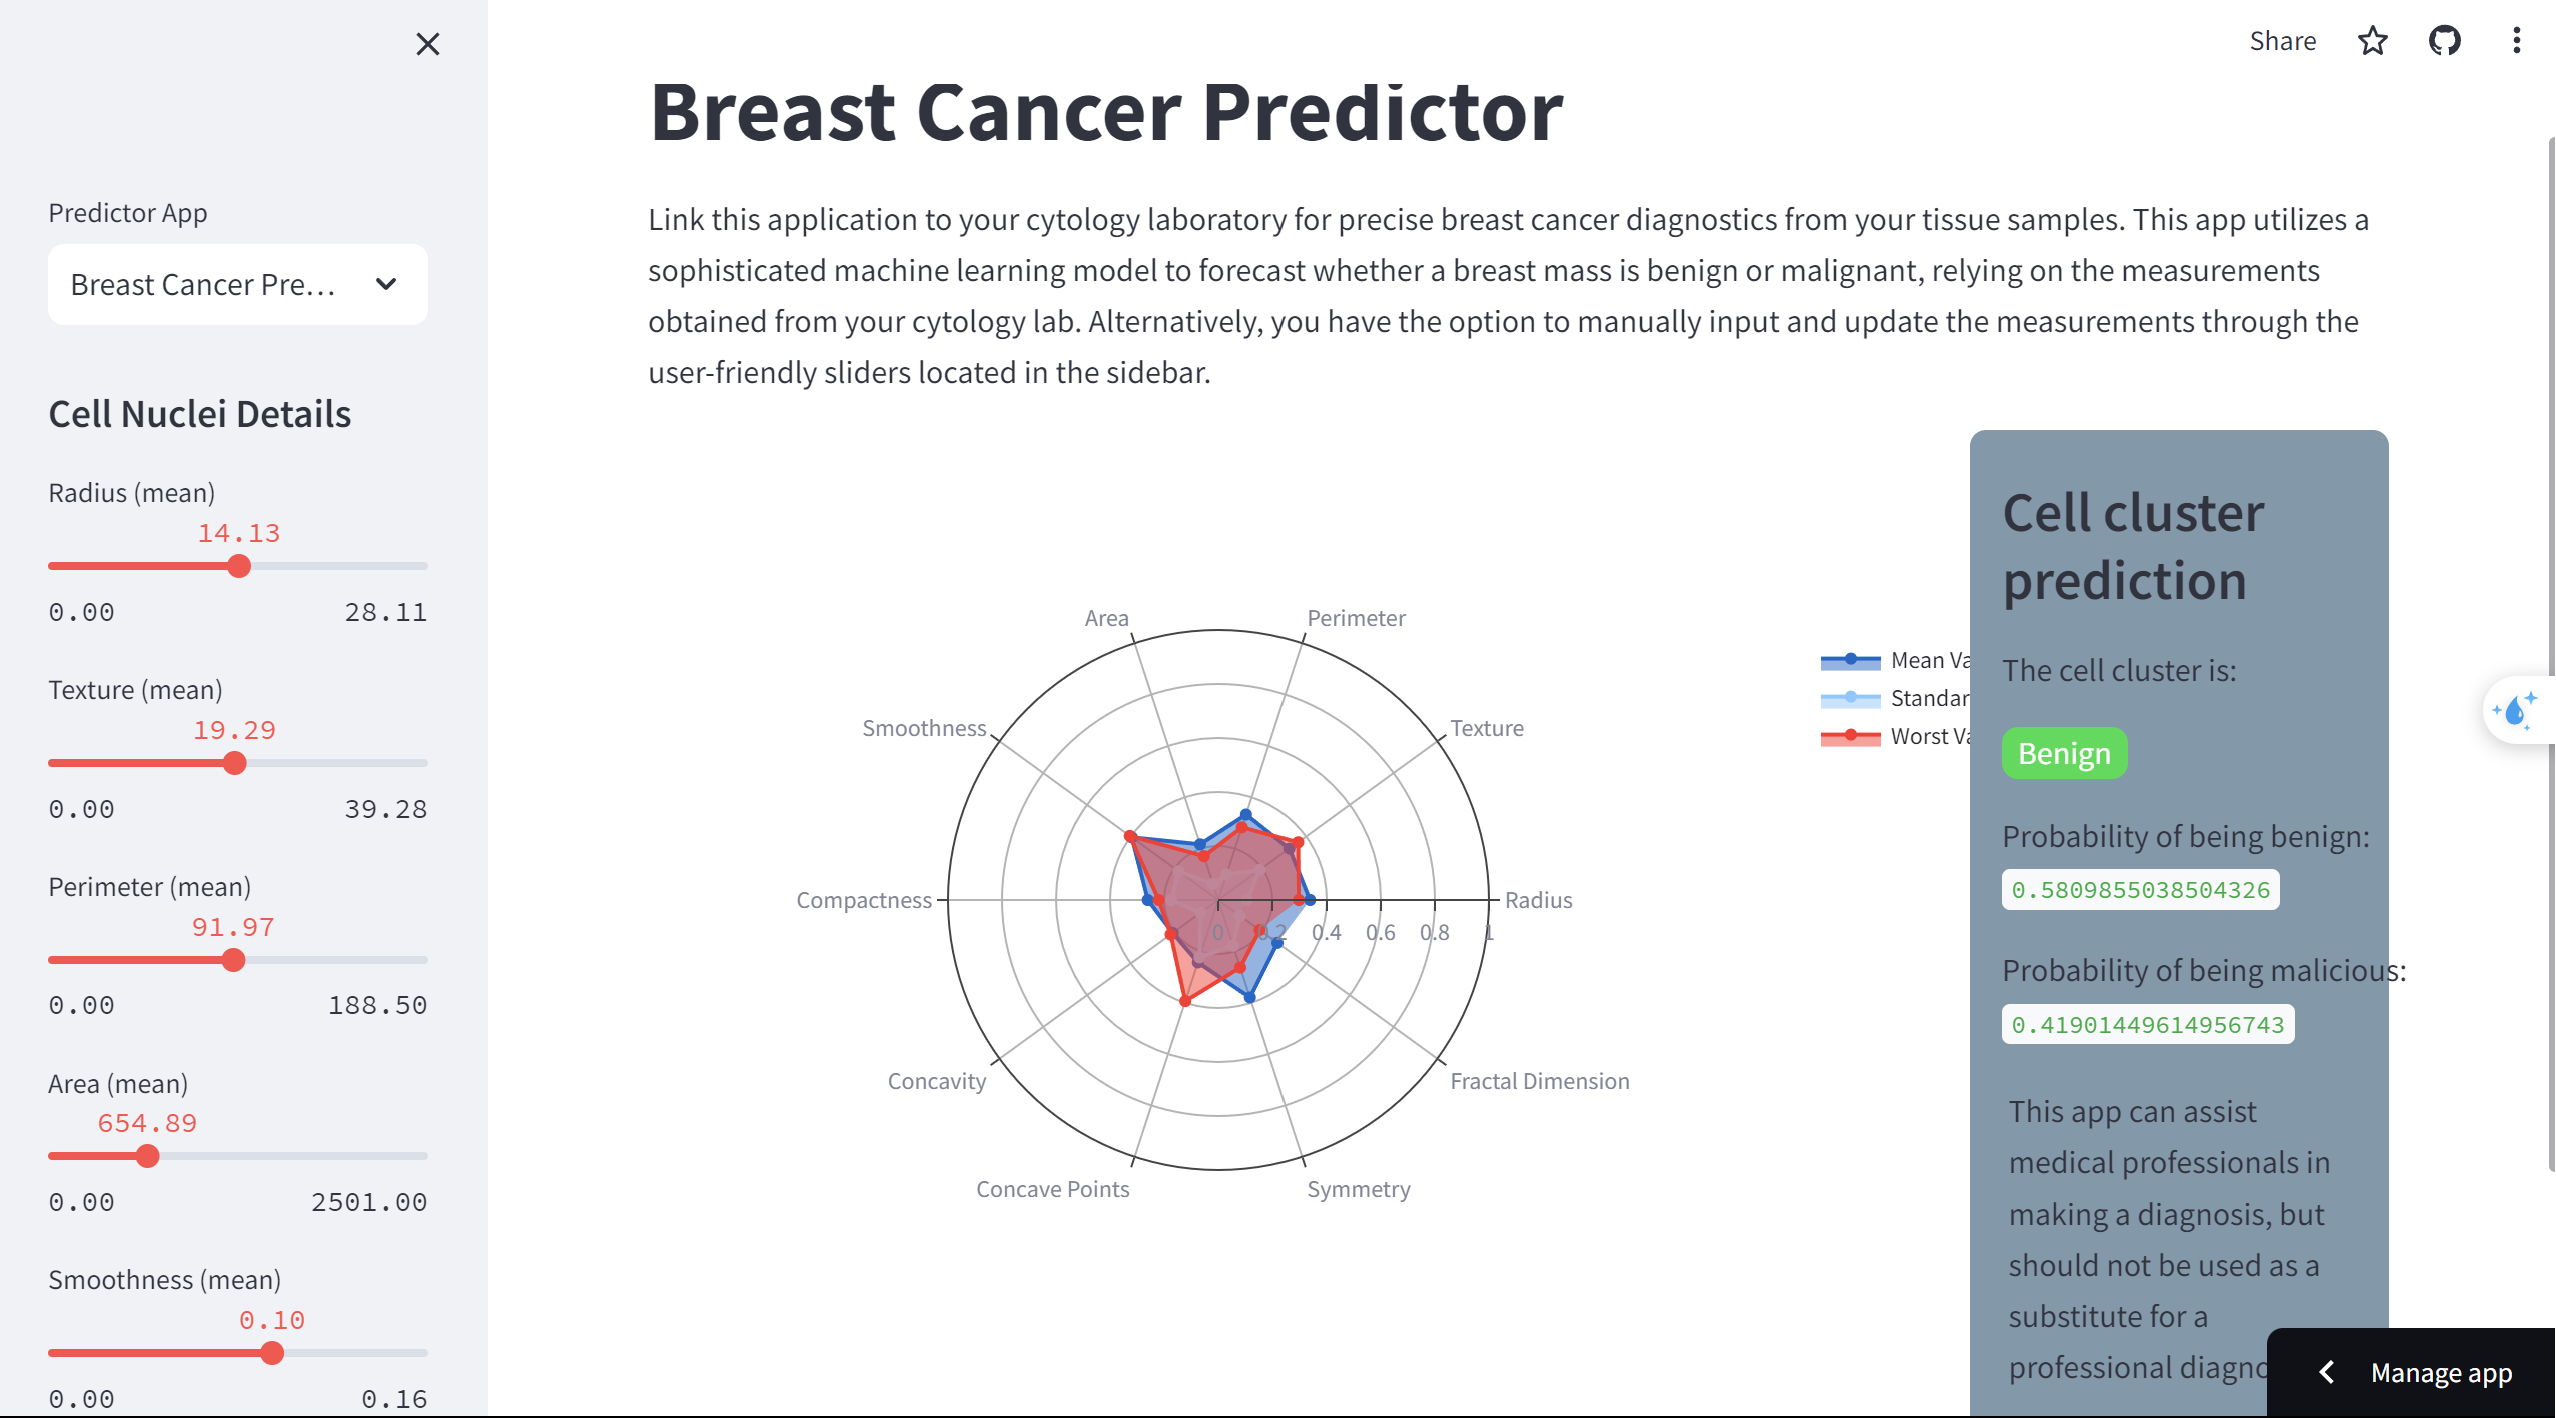 Share
Predictor App
Breast Cancer Pre...
Cell Nuclei Details
Radius (mean)
14.13
0.00 28.11
Texture (mean)
19.29
0.00 39.28
Perimeter (mean)
91.97
0.00 188.50
Area (mean)
654.89
0.00 2501.00
Smoothness (mean)
0.10
0.00 0.16
Breast Cancer Predictor
Link this application to your cytology laboratory for precise breast cancer diagnostics from your tissue samples. This app utilizes a
sophisticated machine learning model to forecast whether a breast mass is benign or malignant, relying on the measurements
obtained from your cytology lab. Alternatively, you have the option to manually input and update the measurements through the
user-friendly sliders located in the sidebar.
Area
Perimeter
Smoothness
Texture
Compactness
Radius
0 0.2 0.4 0.6 0.8 1
Concavity
Fractal Dimension
Concave Points
Symmetry
Mean Va
Standar
Worst Va
Cell cluster
prediction
The cell cluster is:
Benign
Probability of being benign:
0.5809855038504326
Probability of being malicious:
0.41901449614956743
This app can assist
medical professionals in
making a diagnosis, but
should not be used as a
substitute for a
professional diagno
Manage app